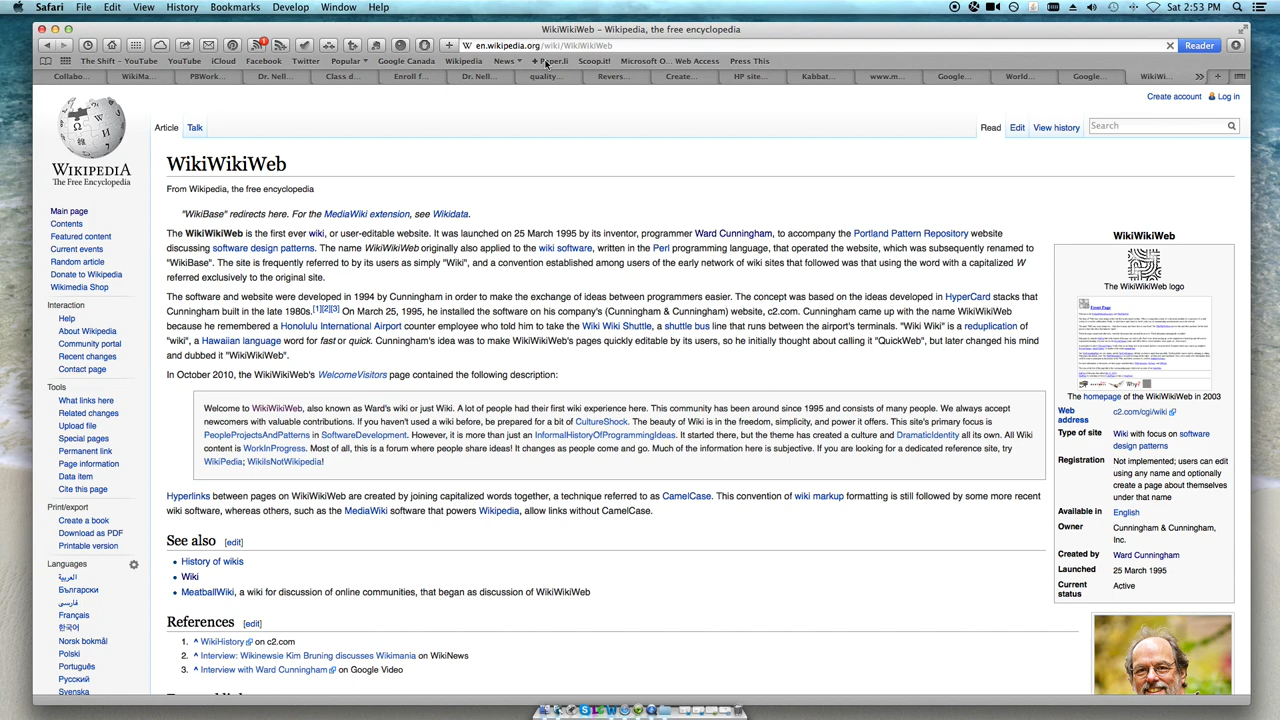 Safari File Edit View History Bookmarks Develop Window Help Sat 2:53 PM
WikiWikiWeb – Wikipedia, the free encyclopedia
en.wikipedia.org/wiki/WikiWikiWeb Reader
The Shift - YouTube YouTube iCloud Facebook Twitter Popular Google Canada Wikipedia News Scoop.it! Microsoft O... Web Access Press This
Collabo... WikiMa... PBWork... Dr. Nell... Class d... Enroll f... Dr. Nell... quality... Revers... Create... HP site... Kabbat... www.m... Google... World... Google... WikiWi...
Create account Log in
Article Talk Read Edit View history Search
WIKIPEDIA
The Free Encyclopedia
Main page
Contents
Featured content
Current events
Random article
Donate to Wikipedia
Wikimedia Shop
Interaction
Help
About Wikipedia
Community portal
Recent changes
Contact page
Tools
What links here
Related changes
Upload file
Special pages
Permanent link
Page information
Data item
Cite this page
Print/export
Create a book
Download as PDF
Printable version
Languages
العربية
Български
فارسی
Français
한국어
Norsk bokmål
Polski
Português
Русский
Svenska
WikiWikiWeb
From Wikipedia, the free encyclopedia
"WikiBase" redirects here. For the MediaWiki extension, see Wikidata.
The WikiWikiWeb is the first ever wiki, or user-editable website. It was launched on 25 March 1995 by its inventor, programmer Ward Cunningham, to accompany the Portland Pattern Repository website
discussing software design patterns. The name WikiWikiWeb originally also applied to the wiki software, written in the Perl programming language, that operated the website, which was subsequently renamed to
"WikiBase". The site is frequently referred to by its users as simply "Wiki", and a convention established among users of the early network of wiki sites that followed was that using the word with a capitalized W
referred exclusively to the original site.
The software and website were developed in 1994 by Cunningham in order to make the exchange of ideas between programmers easier. The concept was based on the ideas developed in HyperCard stacks that
Cunningham built in the late 1980s.[1][2][3] On March 1995, he installed the software on his company's (Cunningham & Cunningham) website, c2.com. Cunningham came up with the name WikiWikiWeb
because he remembered a Honolulu International who told him to take the Wiki Wiki Shuttle, a shuttle bus line that runs between the "Wiki Wiki" is a reduplication of
"wiki", a Hawaiian language word for fast or quick. Cunningham's idea was to make WikiWikiWeb's pages quickly editable by its users, so he initially thought about calling it "QuickWeb", but later changed his mind
and dubbed it "WikiWikiWeb".
In October 2010, the WikiWikiWeb's WelcomeVisitors following description:
Welcome to WikiWikiWeb, also known as Ward's wiki or just Wiki. A lot of people had their first wiki experience here. This community has been around since 1995 and consists of many people. We always accept
newcomers with valuable contributions. If you haven't used a wiki before, be prepared for a bit of CultureShock. The beauty of Wiki is in the freedom, simplicity, and power it offers. This site's primary focus is
PeopleProjectsAndPatterns in SoftwareDevelopment. However, it is more than just an InformalHistoryOfProgrammingIdeas. It started there, but the theme has created a culture and DramaticIdentity all its own. All Wiki
content is WorkInProgress. Most of all, this is a forum where people share ideas! It changes as people come and go. Much of the information here is subjective. If you are looking for a dedicated reference site, try
WikiPedia; WikiIsNotWikipedia!
Hyperlinks between pages on WikiWikiWeb are created by joining capitalized words together, a technique referred to as CamelCase. This convention of wiki markup formatting is still followed by some more recent
wiki software, whereas others, such as the MediaWiki software that powers Wikipedia, allow links without CamelCase.
See also [edit]
History of wikis
Wiki
MeatballWiki, a wiki for discussion of online communities, that began as discussion of WikiWikiWeb
References [edit]
1. ^ WikiHistory on c2.com
2. ^ Interview: Wikinewsie Kim Bruning discusses Wikimania on WikiNews
3. ^ Interview with Ward Cunningham on Google Video
WikiWikiWeb
The WikiWikiWeb logo
The homepage of the WikiWikiWeb in 2003
Web address c2.com/cgi/wiki
Type of site Wiki with focus on software
design patterns
Registration Not implemented; users can edit
using any name and optionally
create a page about themselves
under that name
Available in English
Owner Cunningham & Cunningham,
Inc.
Created by Ward Cunningham
Launched 25 March 1995
Current status Active